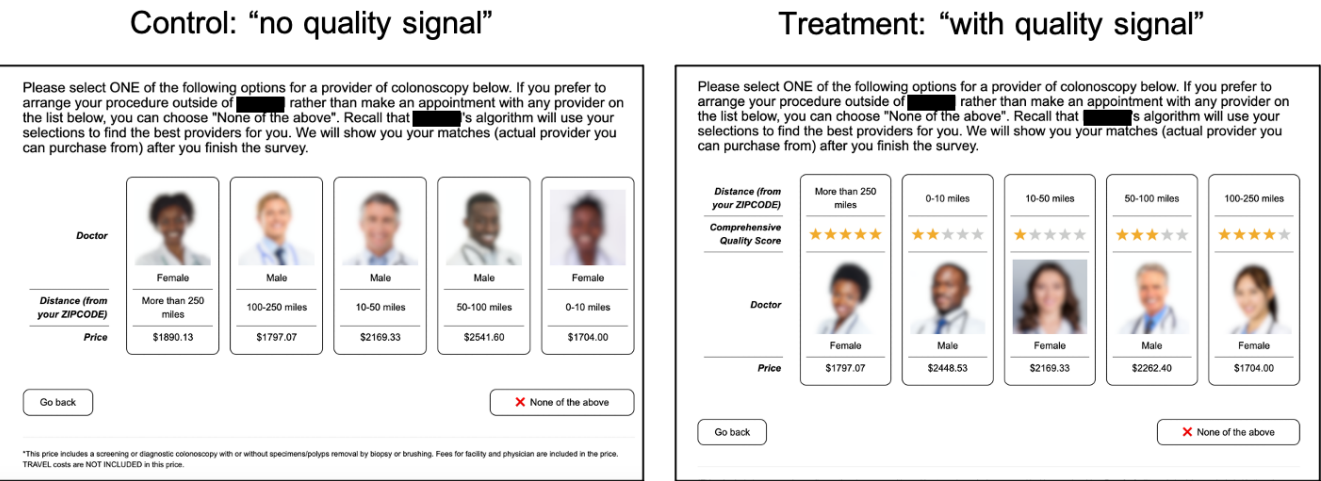 Control: “no quality signal”
Please select ONE of the following options for a provider of colonoscopy below. If you prefer to
arrange your procedure outside of rather than make an appointment with any provider on
the list below, you can choose "None of the above". Recall that 's algorithm will use your
selections to find the best providers for you. We will show you your matches (actual provider you
can purchase from) after you finish the survey.
Doctor
Female Male Male Male Female
Distance (from
your ZIPCODE)
More than 250
miles
100-250 miles 10-50 miles 50-100 miles 0-10 miles
Price $1890.13 $1797.07 $2169.33 $2541.60 $1704.00
Go back
None of the above
*This price includes a screening or diagnostic colonoscopy with or without specimens/polyps removal by biopsy or brushing. Fees for facility and physician are included in the price.
TRAVEL costs are NOT INCLUDED in this price.
Treatment: “with quality signal”
Please select ONE of the following options for a provider of colonoscopy below. If you prefer to
arrange your procedure outside of rather than make an appointment with any provider on
the list below, you can choose "None of the above". Recall that 's algorithm will use your
selections to find the best providers for you. We will show you your matches (actual provider you
can purchase from) after you finish the survey.
Distance (from
your ZIPCODE)
More than 250
miles
0-10 miles 10-50 miles 50-100 miles 100-250 miles
Comprehensive
Quality Score
Doctor
Female Male Female Male Female
Price $1797.07 $2448.53 $2169.33 $2262.40 $1704.00
Go back
None of the above